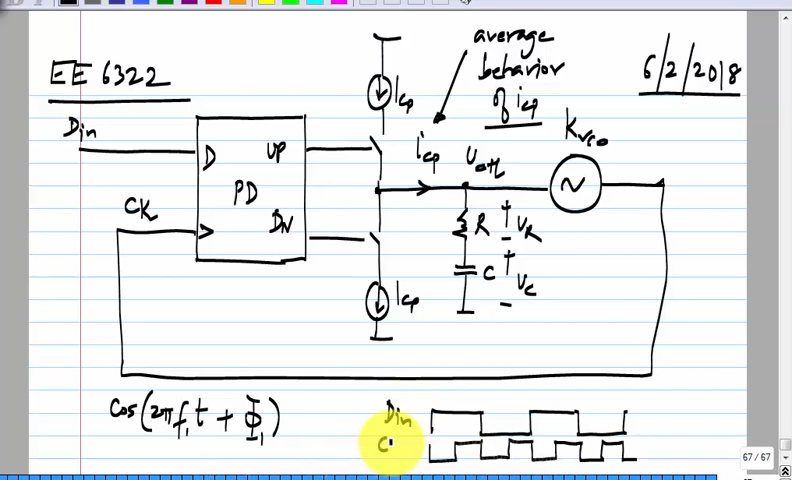 EE 6322
average
behavior
of icp
6/2/2018
Din
Icp
Kvco
D
UP
icp
Vctl
PD
CK
DN
R
VR
C
Vc
Icp
cos(2πf₁t + Φ₁)
Din
C
67 / 67